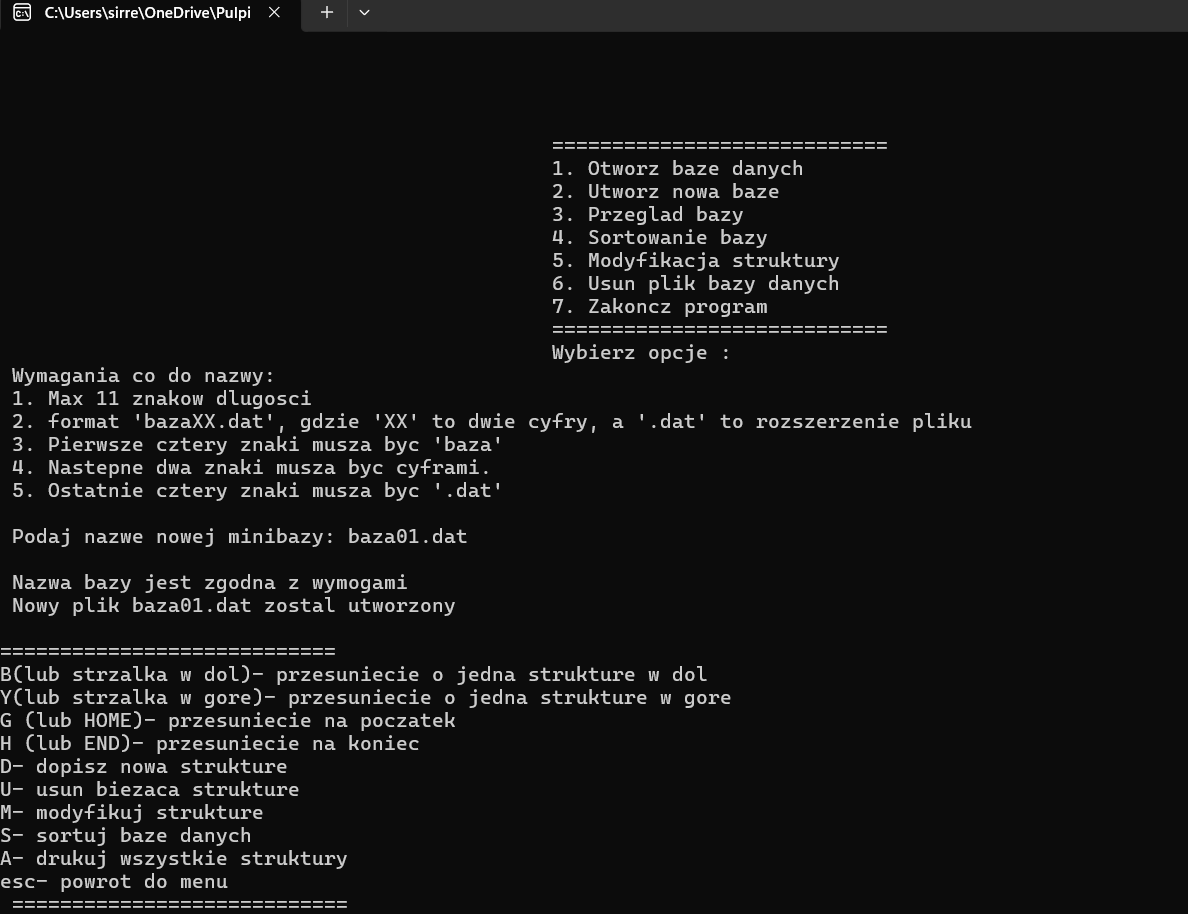 C:\Users\sirre\OneDrive\Pulpi
===========================
1. Otworz baze danych
2. Utworz nowa baze
3. Przeglad bazy
4. Sortowanie bazy
5. Modyfikacja struktury
6. Usun plik bazy danych
7. Zakoncz program
===========================
Wybierz opcje :
Wymagania co do nazwy:
1. Max 11 znakow dlugosci
2. format 'bazaXX.dat', gdzie 'XX' to dwie cyfry, a '.dat' to rozszerzenie pliku
3. Pierwsze cztery znaki musza byc 'baza'
4. Nastepne dwa znaki musza byc cyframi.
5. Ostatnie cztery znaki musza byc '.dat'
Podaj nazwe nowej minibazy: baza01.dat
Nazwa bazy jest zgodna z wymogami
Nowy plik baza01.dat zostal utworzony
============================
B(lub strzalka w dol)- przesuniecie o jedna strukture w dol
Y(lub strzalka w gore)- przesuniecie o jedna strukture w gore
G (lub HOME)- przesuniecie na poczatek
H (lub END)- przesuniecie na koniec
D- dopisz nowa strukture
U- usun biezaca strukture
M- modyfikuj strukture
S- sortuj baze danych
A- drukuj wszystkie struktury
esc- powrot do menu
============================